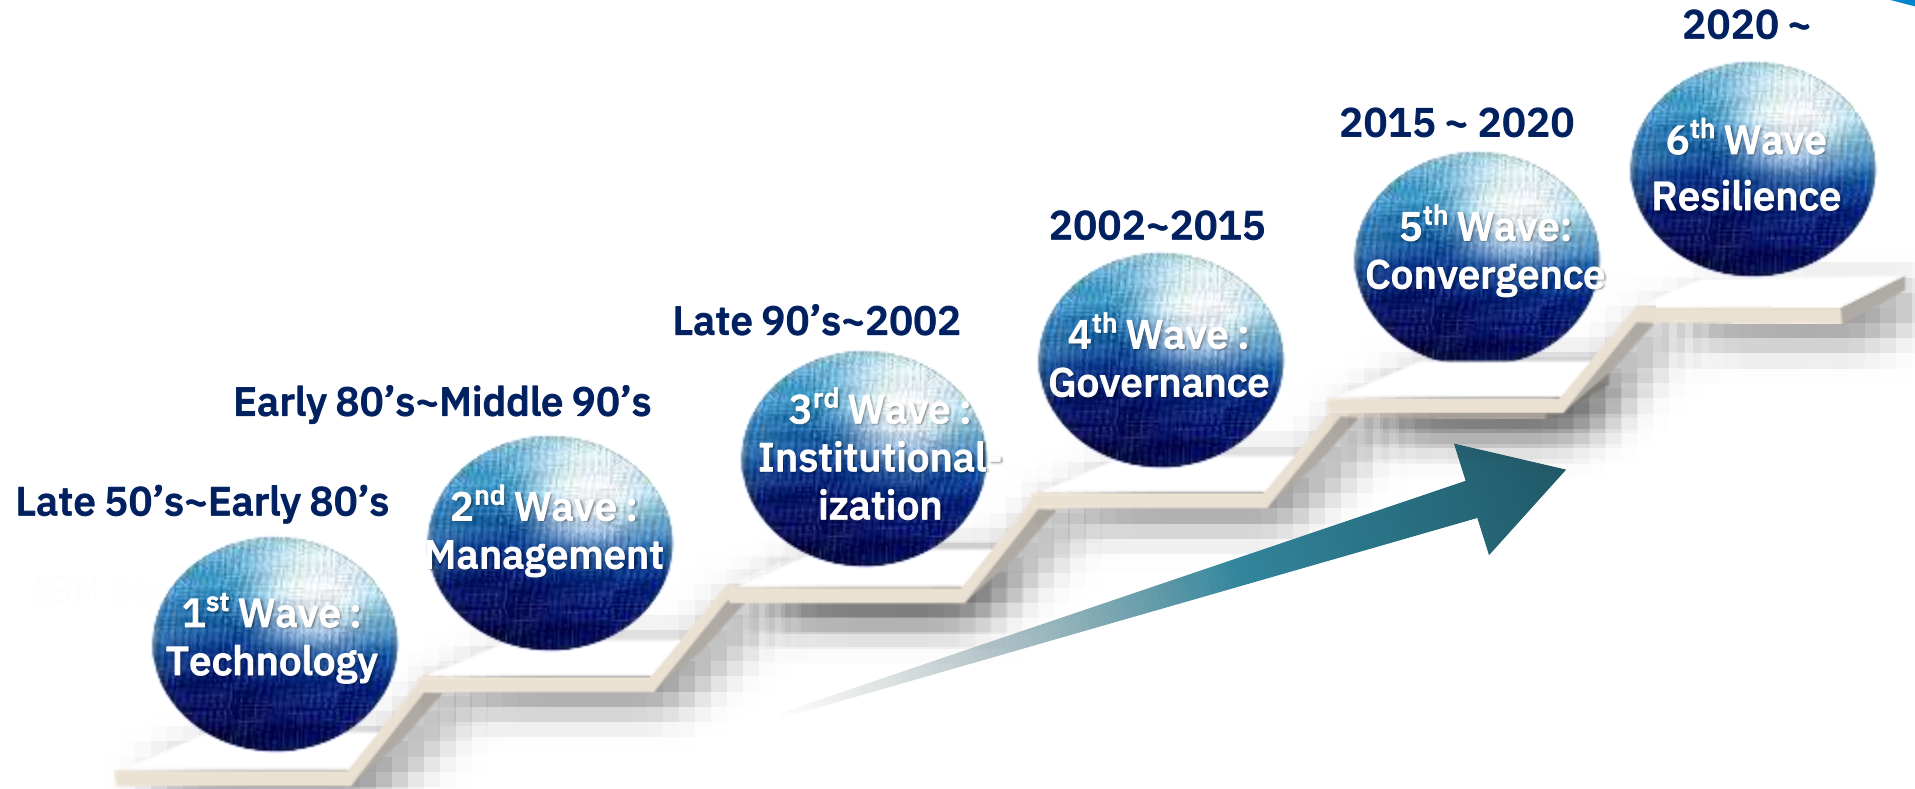 Late 50’s~Early 80’s
1st Wave :
Technology
Early 80’s~Middle 90’s
2nd Wave :
Management
Late 90’s~2002
3rd Wave :
Institutional-
ization
2002~2015
4th Wave :
Governance
2015 ~ 2020
5th Wave:
Convergence
2020 ~
6th Wave
Resilience